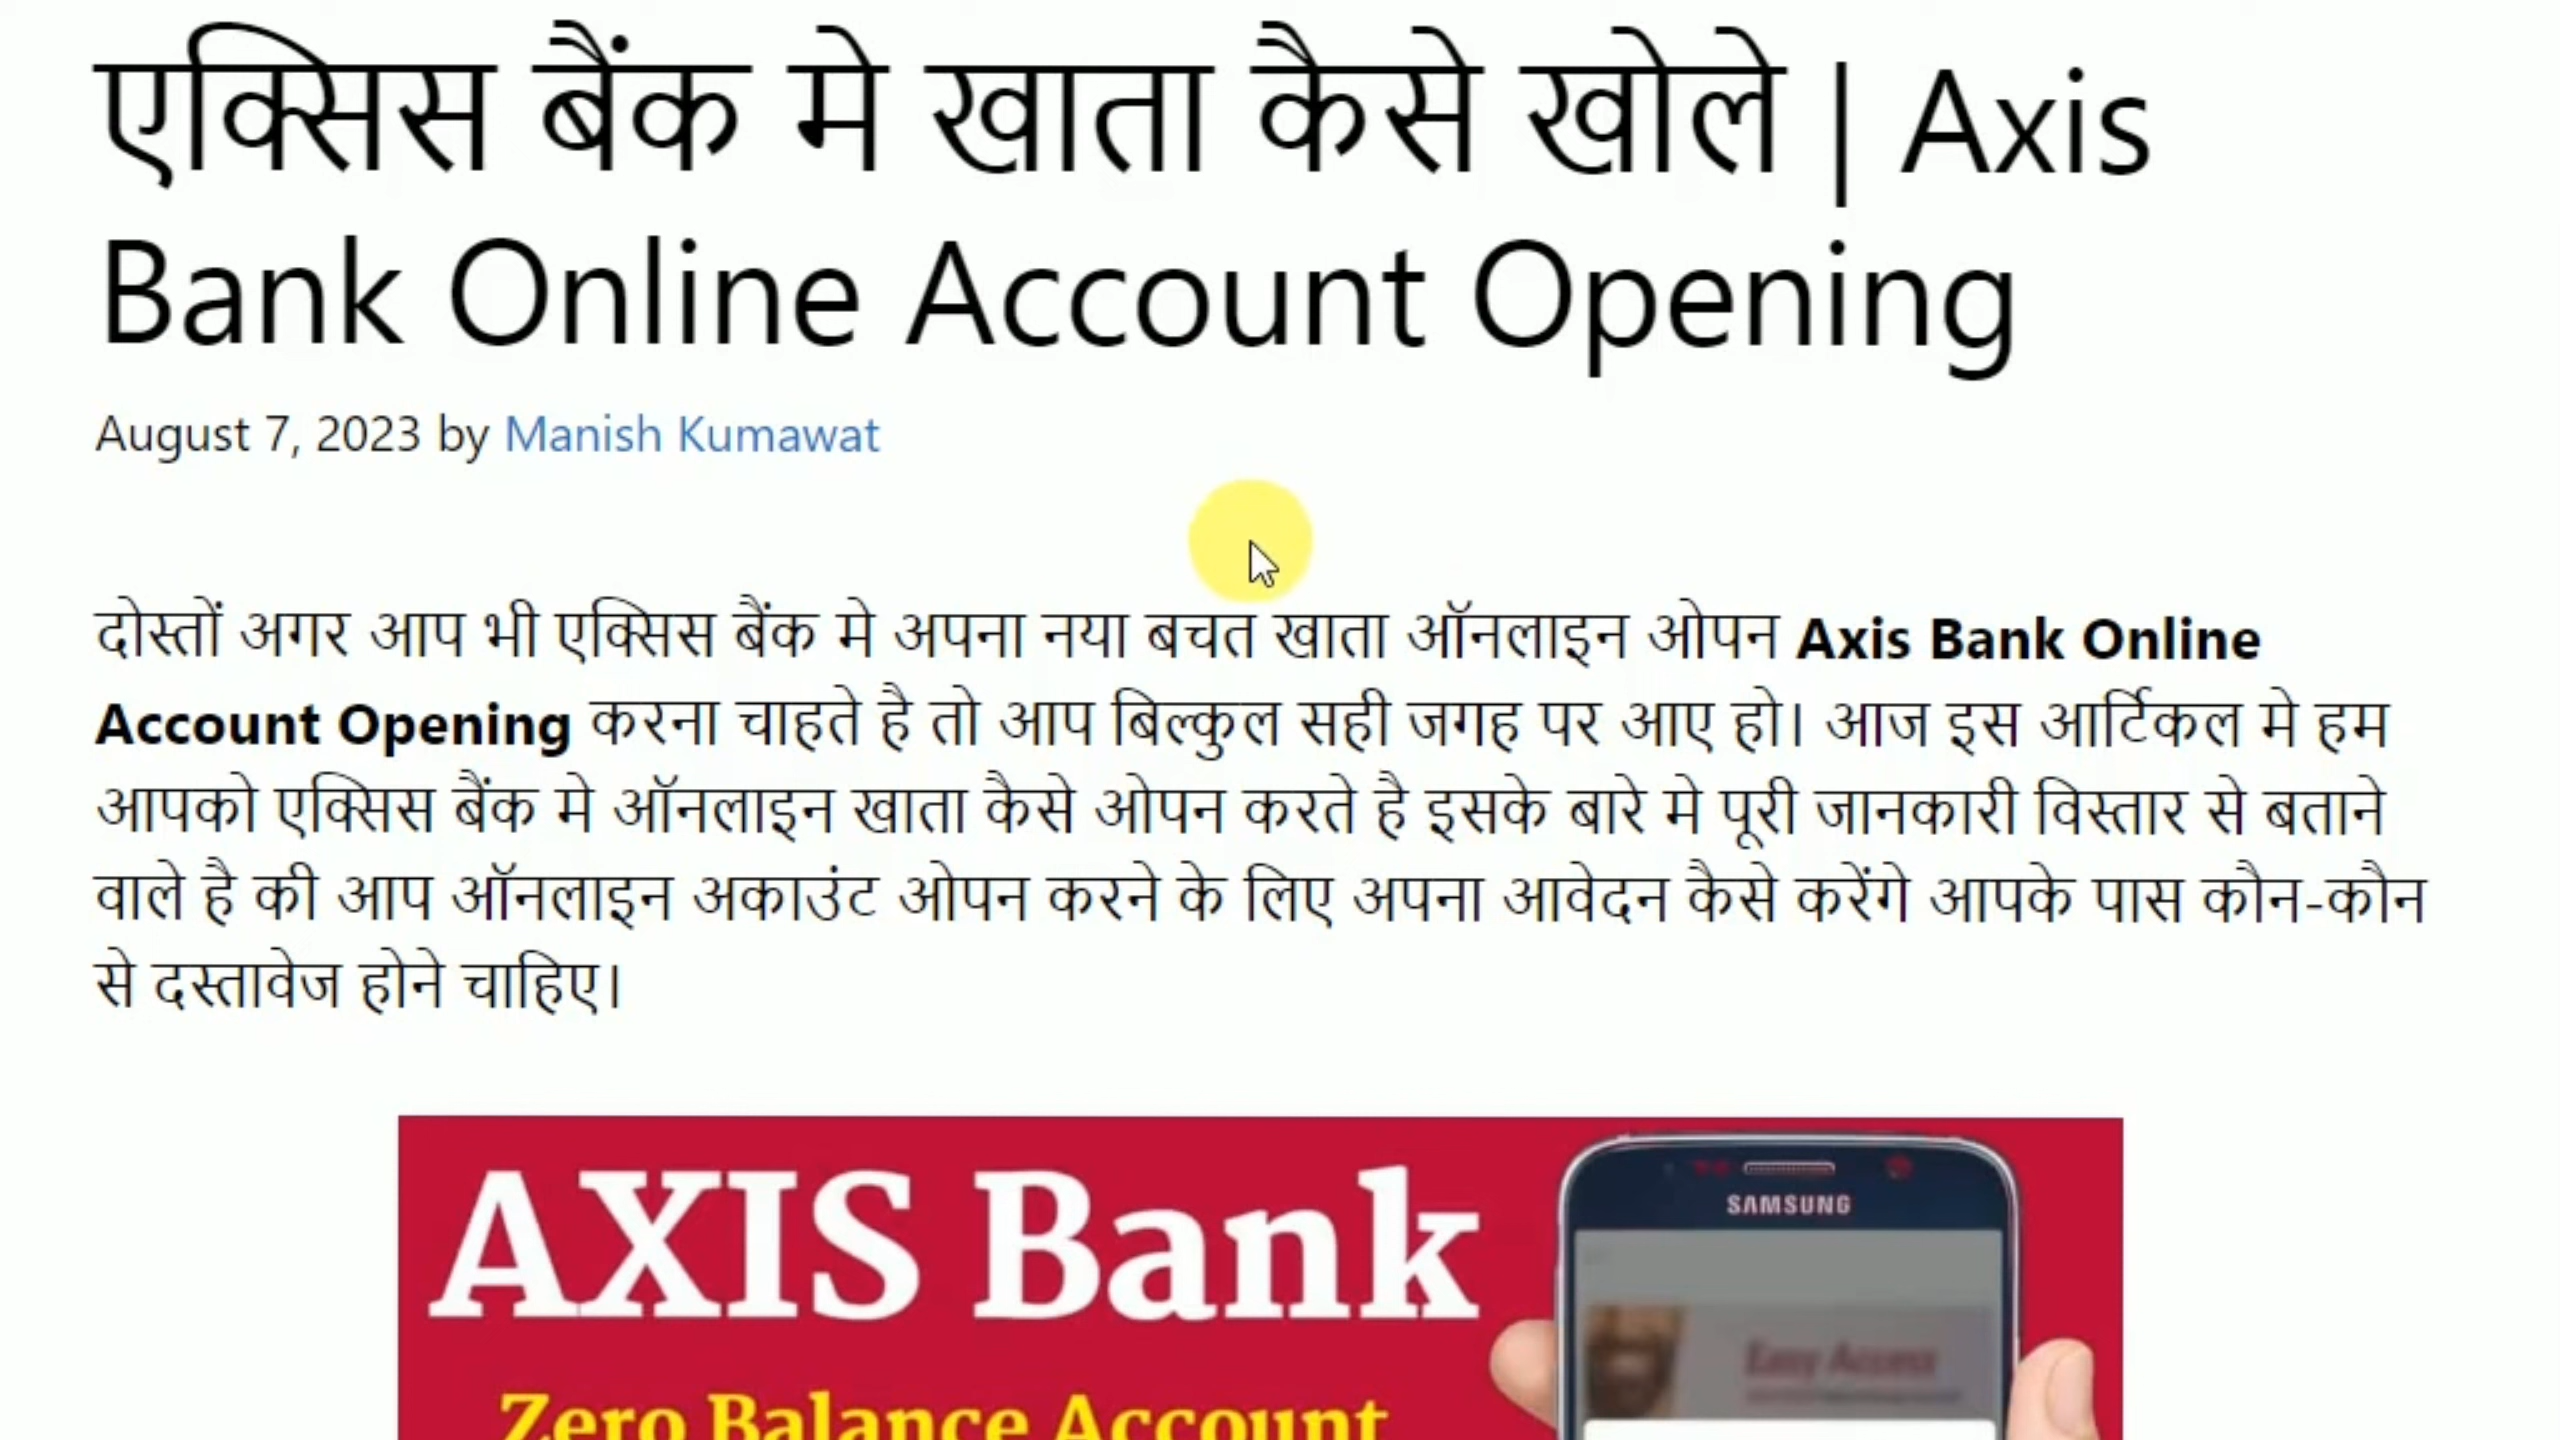 एक्सिस बैंक मे खाता कैसे खोले | Axis
Bank Online Account Opening
August 7, 2023 by Manish Kumawat
दोस्तों अगर आप भी एक्सिस बैंक मे अपना नया बचत खाता ऑनलाइन ओपन Axis Bank Online
Account Opening करना चाहते है तो आप बिल्कुल सही जगह पर आए हो। आज इस आर्टिकल मे हम
आपको एक्सिस बैंक मे ऑनलाइन खाता कैसे ओपन करते है इसके बारे मे पूरी जानकारी विस्तार से बताने
वाले है की आप ऑनलाइन अकाउंट ओपन करने के लिए अपना आवेदन कैसे करेंगे आपके पास कौन-कौन
से दस्तावेज होने चाहिए।
AXIS Bank
SAMSUNG
Easy Access
Zero Balance Account